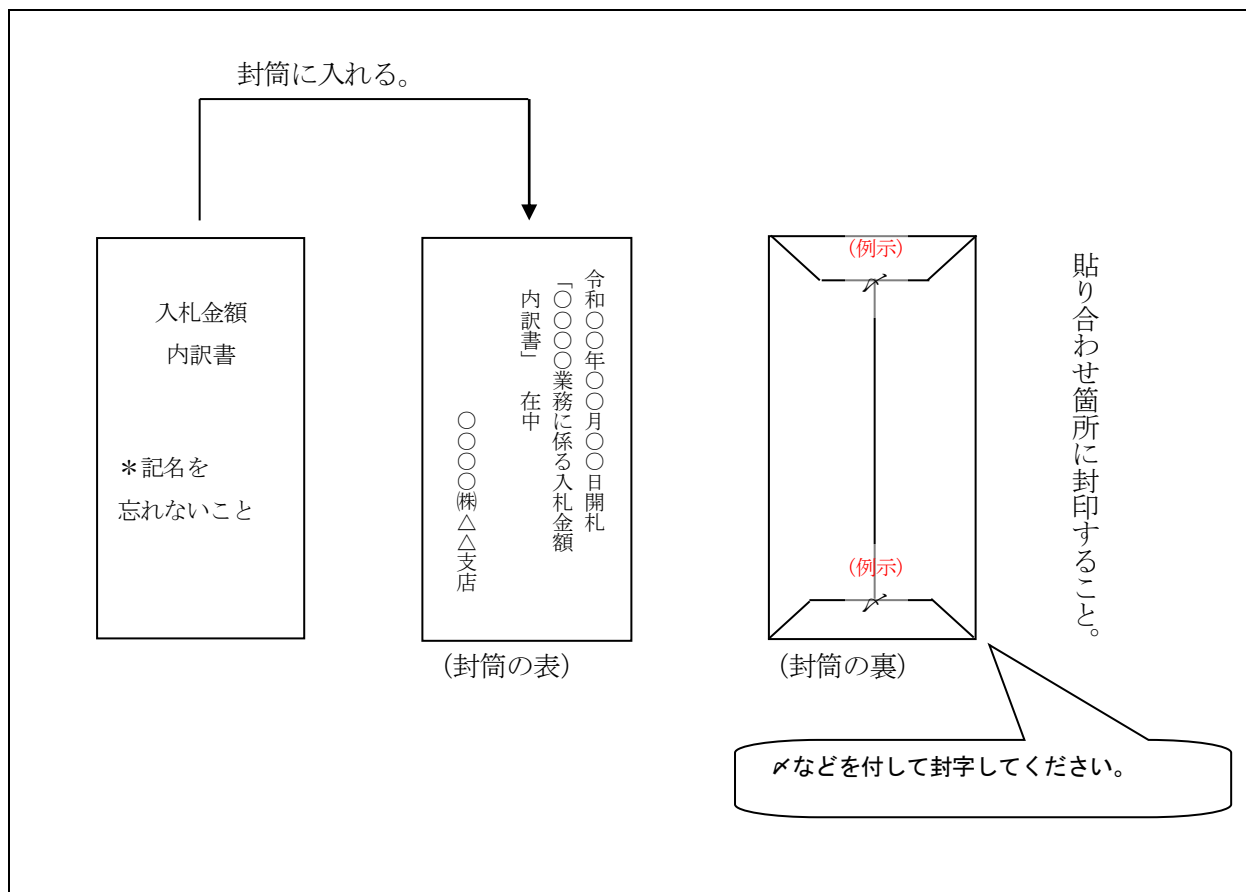 封筒に入れる。
入札金額
内訳書
＊記名を
忘れないこと
令和〇〇年〇〇月〇〇日開札
「〇〇〇〇業務に係る入札金額
内訳書」　在中
〇〇〇〇㈱△△支店
（封筒の表）
（例示）
〆
（例示）
〆
（封筒の裏）
貼り合わせ箇所に封印すること。
〆などを付して封字してください。